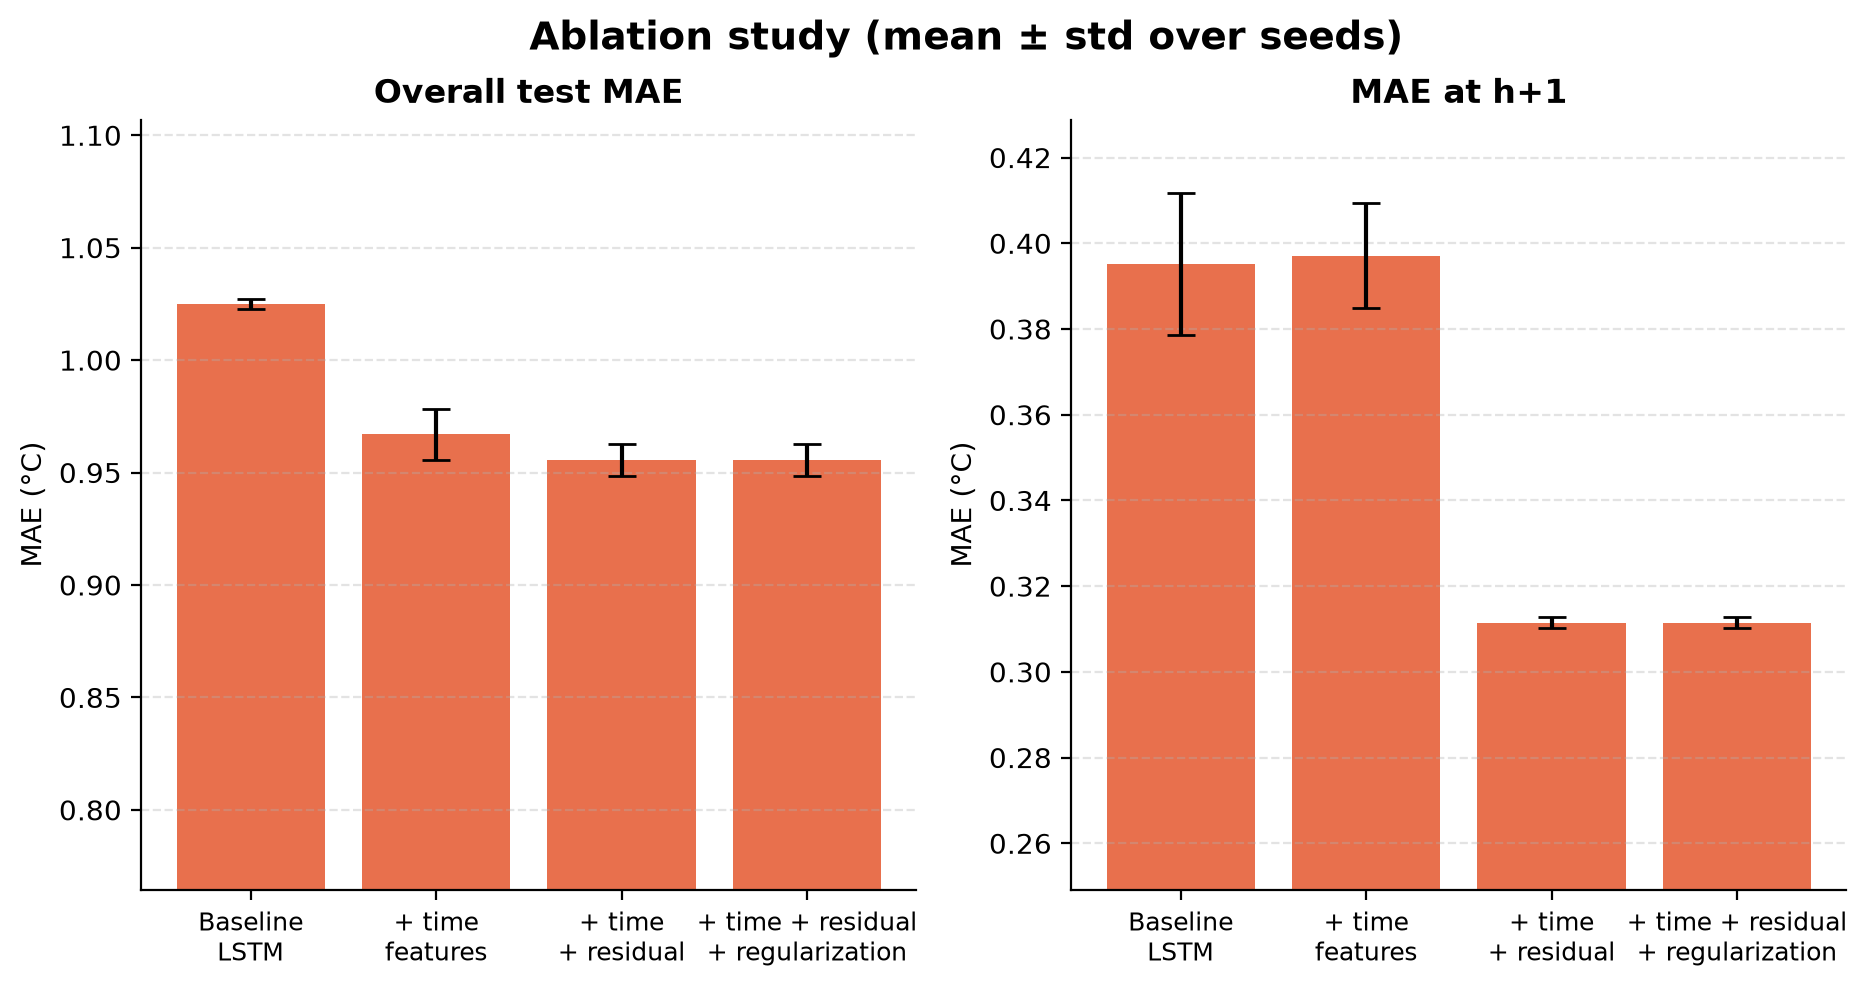 Ablation study (mean ± std over seeds)
Overall test MAE
MAE (°C)
1.10
1.05
1.00
0.95
0.90
0.85
0.80
Baseline
LSTM
+ time
features
+ time
+ residual
+ time + residual
+ regularization
MAE at h+1
MAE (°C)
0.42
0.40
0.38
0.36
0.34
0.32
0.30
0.28
0.26
Baseline
LSTM
+ time
features
+ time
+ residual
+ time + residual
+ regularization